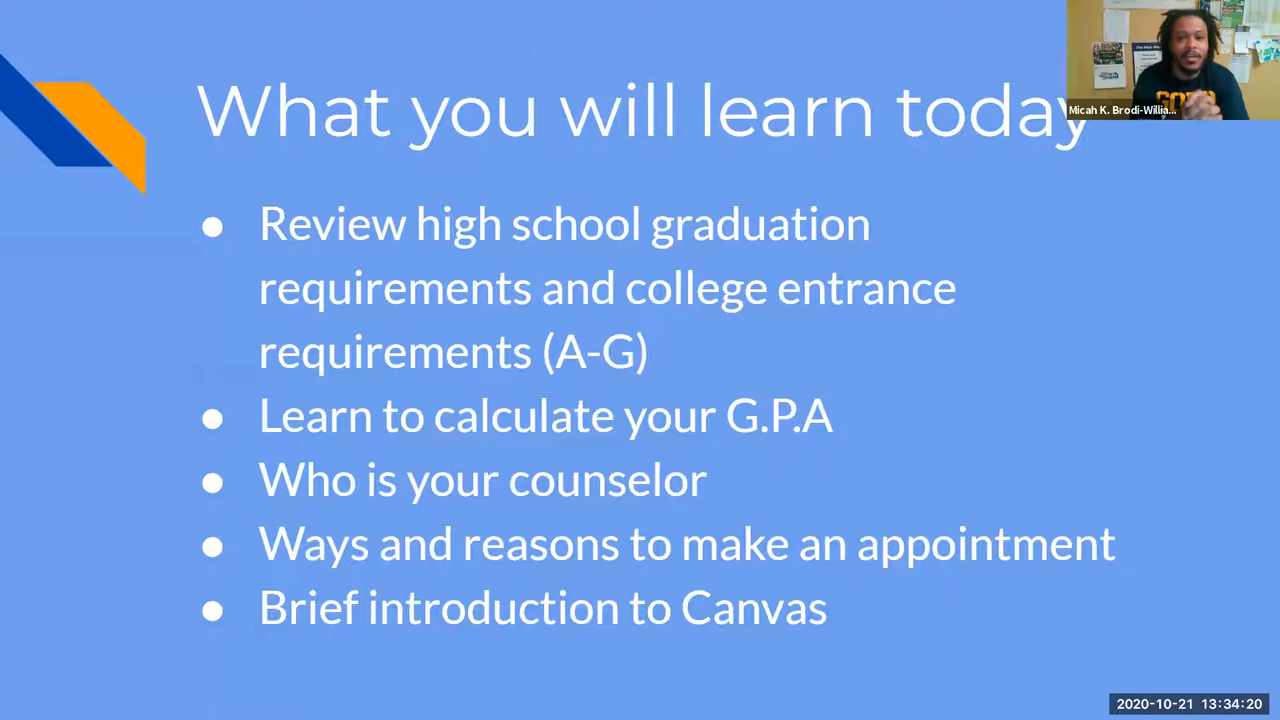 What you will learn today
Micah K. Brodi-Willia...
● Review high school graduation
requirements and college entrance
requirements (A-G)
● Learn to calculate your G.P.A
● Who is your counselor
● Ways and reasons to make an appointment
● Brief introduction to Canvas
2020-10-21 13:34:20